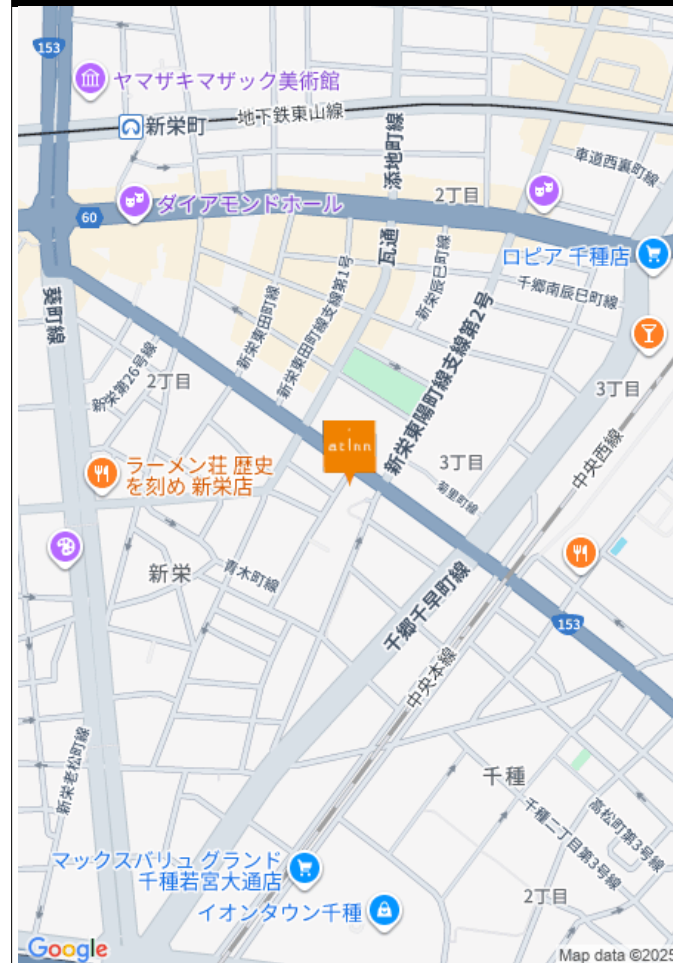 153
ヤマザキマザック美術館
地下鉄東山線
新栄町
添地町線
車道西裏町線
2丁目
60
ダイアモンドホール
ロピア 千種店
瓦通
葵町線
新栄東田町線
新栄東田町線支線第1号
新栄辰巳町線
千郷南辰巳町線
新栄東陽町線支線第2号
新栄第26号線
2丁目
3丁目
atInn
ラーメン荘 歴史
を刻め 新栄店
3丁目
中央西線
菊里町線
新栄
青木町線
千郷千早町線
153
中央本線
新栄老松町線
千種
高松町第3号線
千種二丁目第3号線
マックスバリュ グランド
千種若宮大通店
イオンタウン千種
2丁目
Google
Map data ©2025